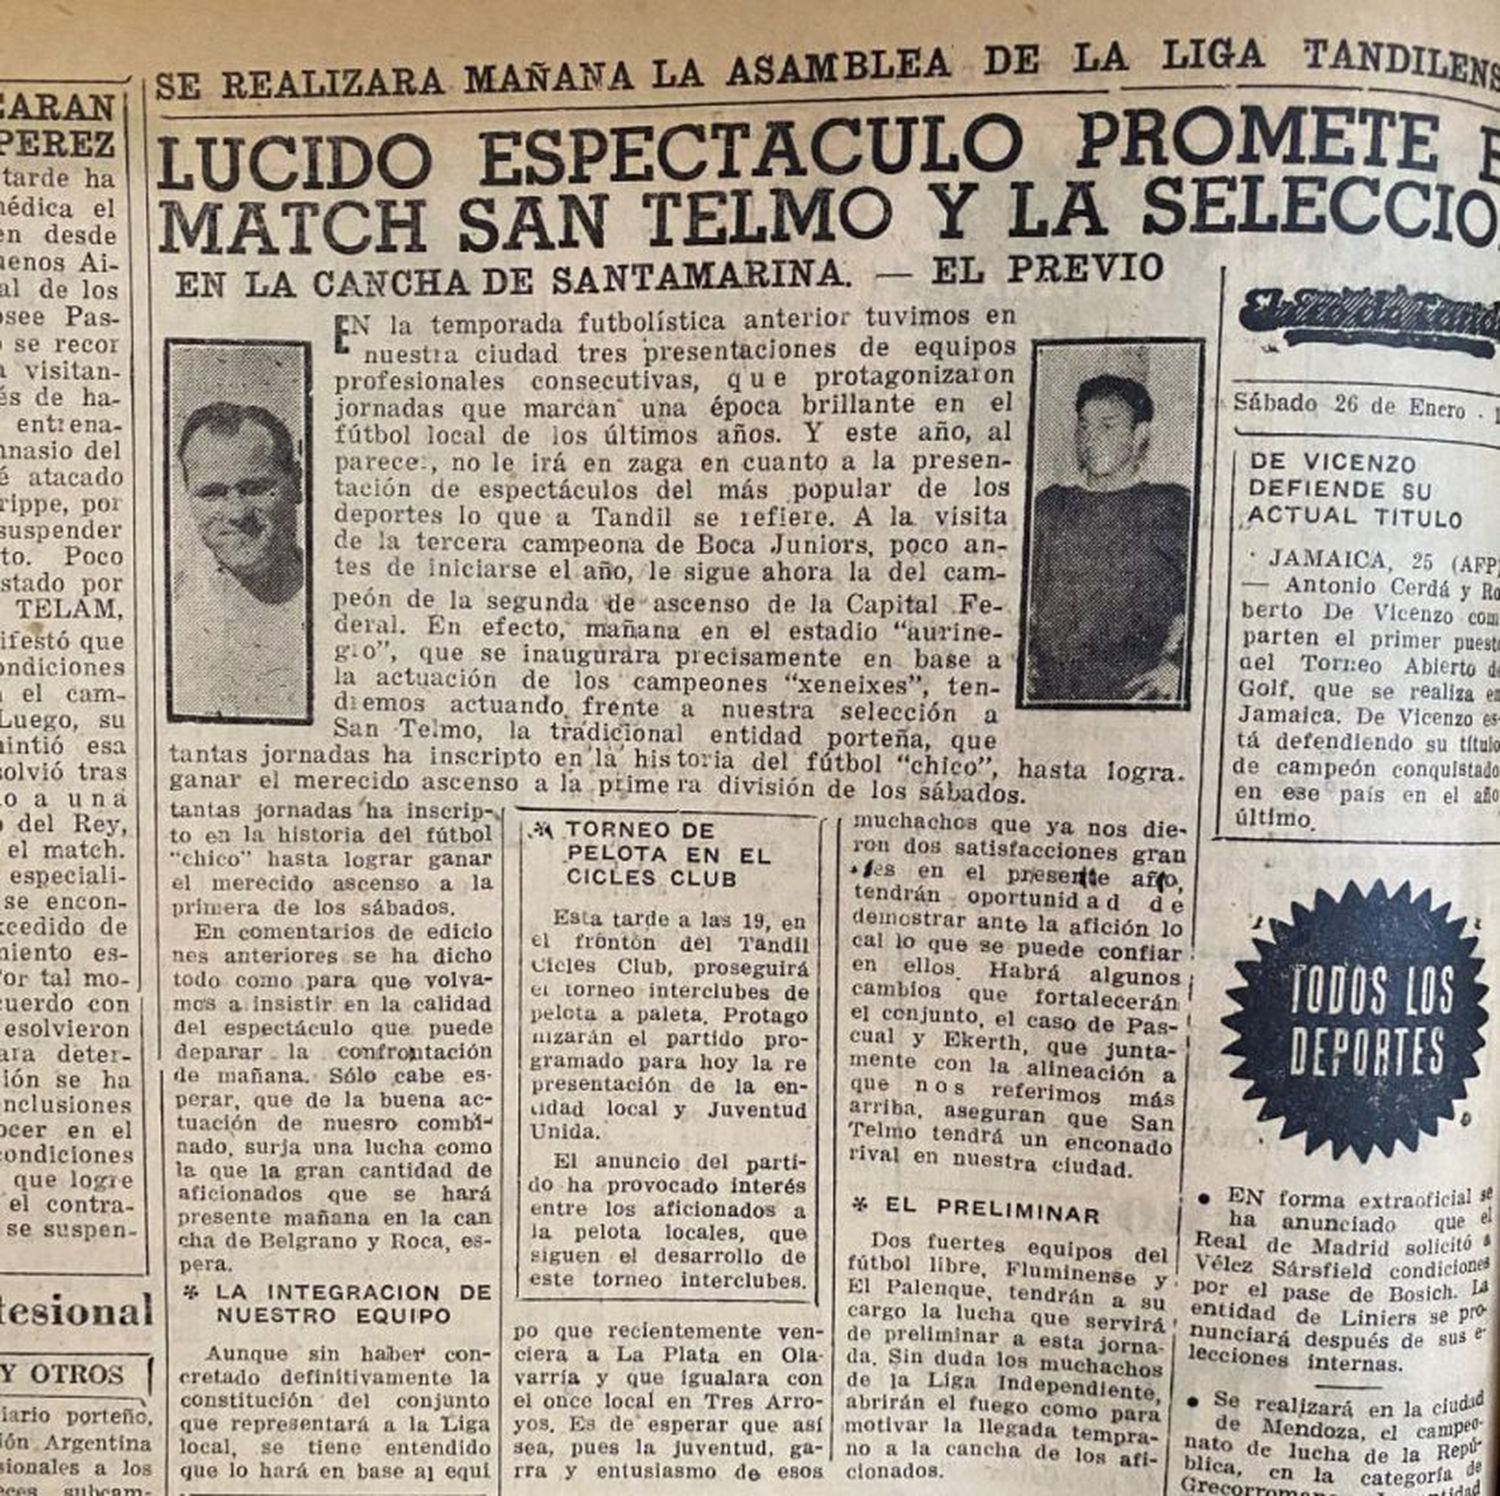 SE REALIZARA MAÑANA LA ASAMBLEA DE LA LIGA TANDILENS
LUCIDO ESPECTACULO PROMETE E
MATCH SAN TELMO Y LA SELECCIO
EN LA CANCHA DE SANTAMARINA. — EL PREVIO
EARAN
PEREZ
tarde ha
médica el
en desde
uenos Ai-
al de los
osee Pas-
o se recor
a visitan-
és de ha-
entrena-
nnasio del
é atacado
rippe, por
suspender
to. Poco
stado por
TELAM,
ifestó que
ondiciones
a el cam-
Luego, su
mintió esa
solvió tras
o a una
o del Rey,
el match.
especiali-
se encon-
xcedido de
miento es-
or tal mo-
cuerdo con
esolvieron
ara deter-
ión se ha
nclusiones
ocer en el
condiciones
que logre
el contra-
se suspen-
fesional
Y OTROS
iario porteño,
ión Argentina
sionales a los
eces subcam-
EN la temporada futbolística anterior tuvimos en
nuestra ciudad tres presentaciones de equipos
profesionales consecutivas, que protagonizaron
jornadas que marcan una época brillante en el
fútbol local de los últimos años. Y este año, al
parece:, no le irá en zaga en cuanto a la presen-
tación de espectáculos del más popular de los
deportes lo que a Tandil se refiere. A la visita
de la tercera campeona de Boca Juniors, poco an-
tes de iniciarse el año, le sigue ahora la del cam-
peón de la segunda de ascenso de la Capital Fe-
deral. En efecto, mañana en el estadio "aurine-
gro", que se inaugurara precisamente en base a
la actuación de los campeones "xeneixes", ten-
dremos actuando frente a nuestra selección a
San Telmo, la tradicional entidad porteña, que
tantas jornadas ha inscripto en la historia del fútbol "chico", hasta logra.
ganar el merecido ascenso a la primera división de los sábados.
tantas jornadas ha inscrip-
to en la historia del fútbol
"chico" hasta lograr ganar
el merecido ascenso a la
primera de los sábados.
En comentarios de edicio
nes anteriores se ha dicho
todo como para que volva-
mos a insistir en la calidad
del espectáculo que puede
deparar la confrontación
de mañana. Sólo cabe es-
perar, que de la buena ac-
tuación de nuesro combi-
nado, surja una lucha como
la que la gran cantidad de
aficionados que se hará
presente mañana en la can
cha de Belgrano y Roca, es-
pera.
* LA INTEGRACION DE
NUESTRO EQUIPO
Aunque sin haber con-
cretado definitivamente la
constitución del conjunto
que representará a la Liga
local, se tiene entendido
que lo hará en base al equi
* TORNEO DE
PELOTA EN EL
CICLES CLUB
Esta tarde a las 19, en
el frontón del Tandil
Cicles Club, proseguirá
el torneo interclubes de
pelota a paleta. Protago
nizarán el partido pro-
gramado para hoy la re
presentación de la en-
tidad local y Juventud
Unida.
El anuncio del parti-
do ha provocado interés
entre los aficionados a
la pelota locales, que
siguen el desarrollo de
este torneo interclubes.
po que recientemente ven-
ciera a La Plata en Ola-
varría y que igualara con
el once local en Tres Arro-
yos. Es de esperar que así
sea, pues la juventud, ga-
rra y entusiasmo de esos
muchachos que ya nos die-
ron dos satisfacciones gran
des en el presente año,
tendrán oportunidad de
demostrar ante la afición lo
cal lo que se puede confiar
en ellos. Habrá algunos
cambios que fortalecerán
el conjunto, el caso de Pas-
cual y Ekerth, que junta-
mente con la alineación a
que nos referimos más
arriba, aseguran que San
Telmo tendrá un enconado
rival en nuestra ciudad.
* EL PRELIMINAR
Dos fuertes equipos del
fútbol libre, Fluminense y
El Palenque, tendrán a su
cargo la lucha que servirá
de preliminar a esta jorna-
da. Sin duda los muchachos
de la Liga Independiente,
abrirán el fuego como para
motivar la llegada tempra-
no a la cancha de los afi-
cionados.
Sábado 26 de Enero
DE VICENZO
DEFIENDE SU
ACTUAL TITULO
JAMAICA, 25 (AFP)
— Antonio Cerdá y Ro
berto De Vicenzo com
parten el primer puesto
del Torneo Abierto de
Golf, que se realiza en
Jamaica. De Vicenzo es-
tá defendiendo su título
de campeón conquistado
en ese país en el año
último.
TODOS LOS
DEPORTES
• EN forma extraoficial se
ha anunciado que el
Real de Madrid solicitó a
Vélez Sársfield condiciones
por el pase de Bosich. La
entidad de Liniers se pro-
nunciará después de sus e-
lecciones internas.
• Se realizará en la ciudad
de Mendoza, el campeo-
nato de lucha de la Repú-
blica, en la categoría de